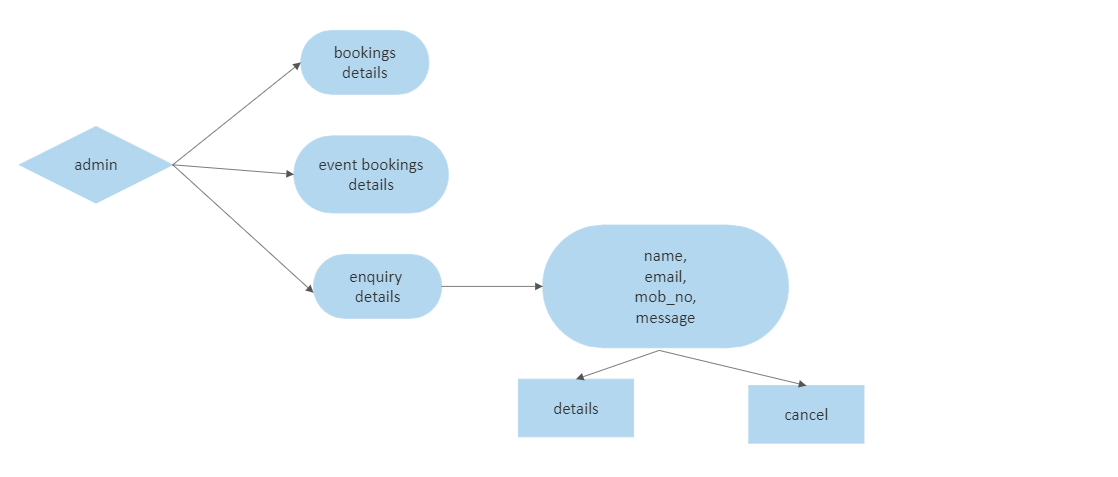 bookings
details
admin
event bookings
details
enquiry
details
name,
email,
mob_no,
message
details
cancel